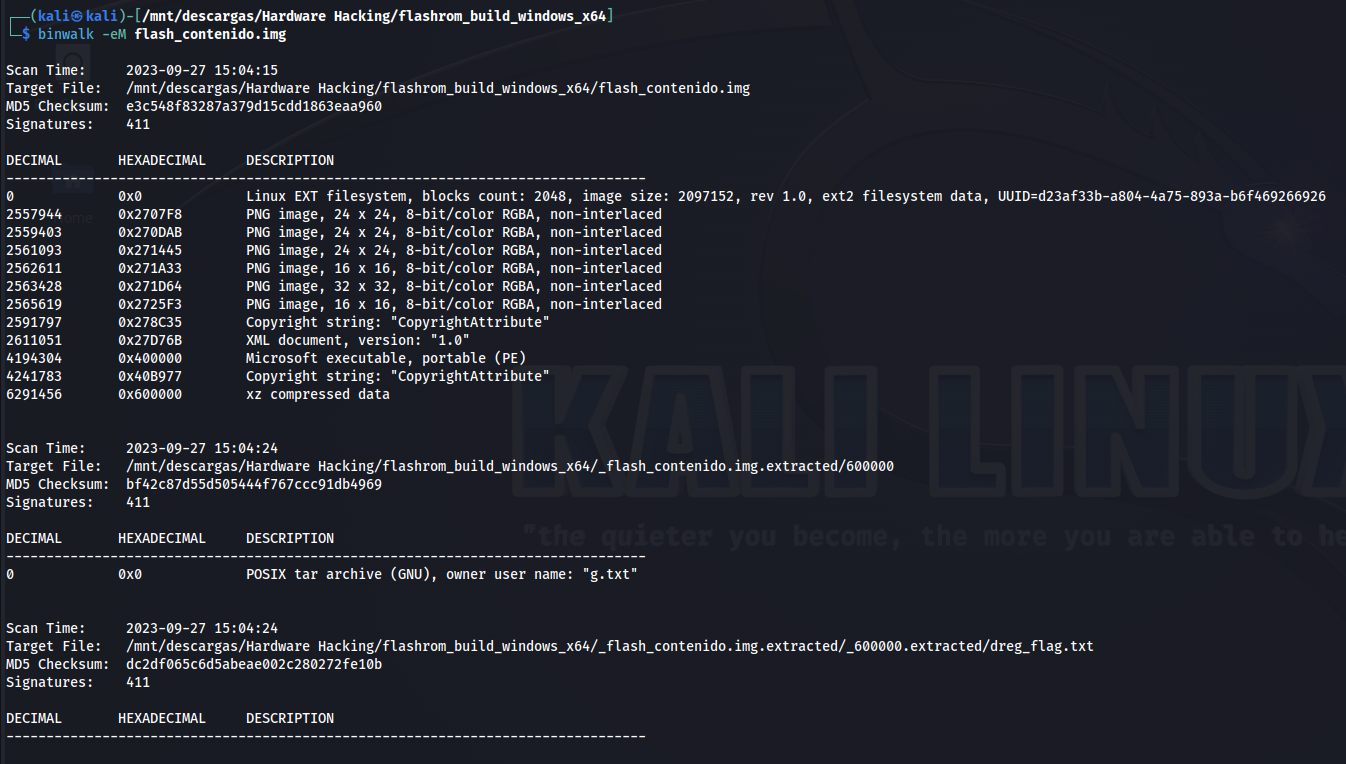 (kali㉿kali)-[/mnt/descargas/Hardware Hacking/flashrom_build_windows_x64]
$ binwalk -eM flash_contenido.img
Scan Time:     2023-09-27 15:04:15
Target File:   /mnt/descargas/Hardware Hacking/flashrom_build_windows_x64/flash_contenido.img
MD5 Checksum:  e3c548f83287a379d15cdd1863eaa960
Signatures:    411
DECIMAL       HEXADECIMAL     DESCRIPTION
--------------------------------------------------------------------------------
0             0x0             Linux EXT filesystem, blocks count: 2048, image size: 2097152, rev 1.0, ext2 filesystem data, UUID=d23af33b-a804-4a75-893a-b6f469266926
2557944       0x2707F8        PNG image, 24 x 24, 8-bit/color RGBA, non-interlaced
2559403       0x270DAB        PNG image, 24 x 24, 8-bit/color RGBA, non-interlaced
2561093       0x271445        PNG image, 24 x 24, 8-bit/color RGBA, non-interlaced
2562611       0x271A33        PNG image, 16 x 16, 8-bit/color RGBA, non-interlaced
2563428       0x271D64        PNG image, 32 x 32, 8-bit/color RGBA, non-interlaced
2565619       0x2725F3        PNG image, 16 x 16, 8-bit/color RGBA, non-interlaced
2591797       0x278C35        Copyright string: "CopyrightAttribute"
2611051       0x27D76B        XML document, version: "1.0"
4194304       0x400000        Microsoft executable, portable (PE)
4241783       0x40B977        Copyright string: "CopyrightAttribute"
6291456       0x600000        xz compressed data
Scan Time:     2023-09-27 15:04:24
Target File:   /mnt/descargas/Hardware Hacking/flashrom_build_windows_x64/_flash_contenido.img.extracted/600000
MD5 Checksum:  bf42c87d55d505444f767ccc91db4969
Signatures:    411
DECIMAL       HEXADECIMAL     DESCRIPTION
--------------------------------------------------------------------------------
0             0x0             POSIX tar archive (GNU), owner user name: "g.txt"
Scan Time:     2023-09-27 15:04:24
Target File:   /mnt/descargas/Hardware Hacking/flashrom_build_windows_x64/_flash_contenido.img.extracted/_600000.extracted/dreg_flag.txt
MD5 Checksum:  dc2df065c6d5abeae002c280272fe10b
Signatures:    411
DECIMAL       HEXADECIMAL     DESCRIPTION
--------------------------------------------------------------------------------
KALI LINUX
"the quieter you become, the more you are able to he